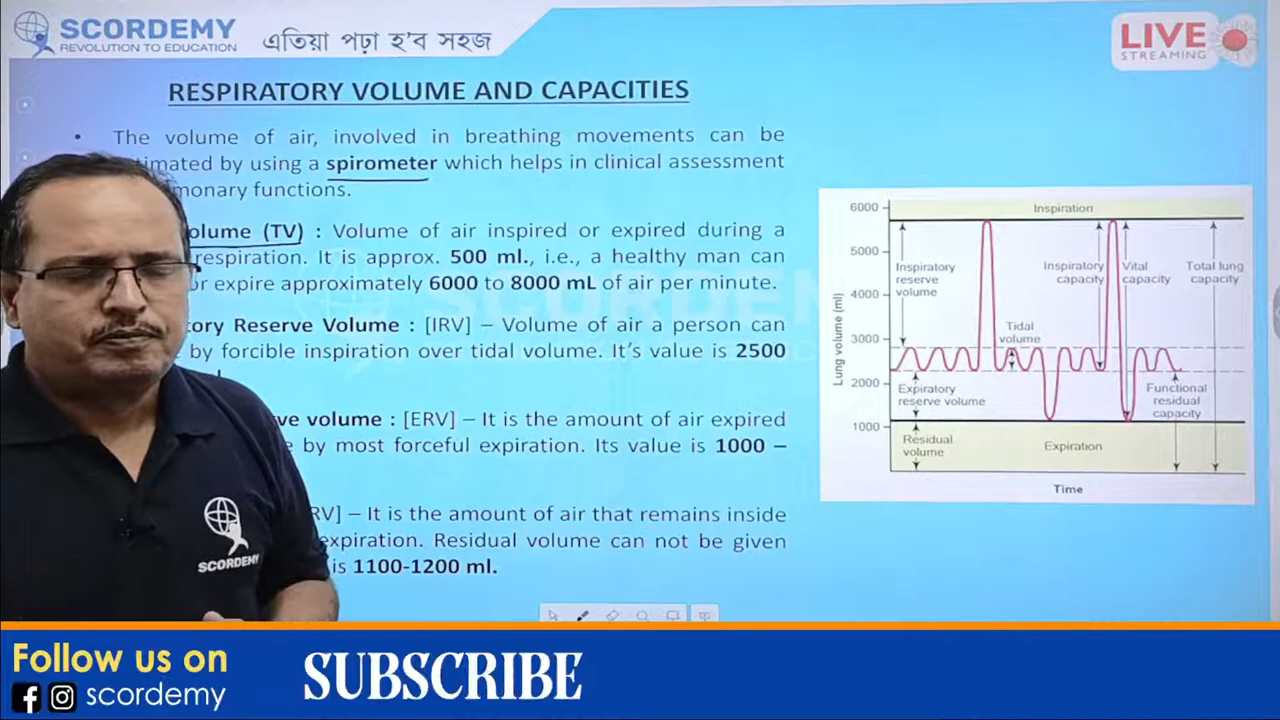 SCORDEMY
REVOLUTION TO EDUCATION
এতিয়া পঢ়া হ'ব সহজ
LIVE
STREAMING
RESPIRATORY VOLUME AND CAPACITIES
• The volume of air, involved in breathing movements can be
timated by using a spirometer which helps in clinical assessment
monary functions.
olume (TV) : Volume of air inspired or expired during a
respiration. It is approx. 500 ml., i.e., a healthy man can
or expire approximately 6000 to 8000 mL of air per minute.
tory Reserve Volume : [IRV] – Volume of air a person can
by forcible inspiration over tidal volume. It's value is 2500
ve volume : [ERV] – It is the amount of air expired
by most forceful expiration. Its value is 1000 –
RV] – It is the amount of air that remains inside
expiration. Residual volume can not be given
is 1100-1200 ml.
6000
5000
4000
3000
2000
1000
Lung volume (ml)
Inspiration
Inspiratory
reserve
volume
Inspiratory
capacity
Vital
capacity
Total lung
capacity
Tidal
volume
Expiratory
reserve volume
Functional
residual
capacity
Residual
volume
Expiration
Time
SCORDEMY
Follow us on
scordemy
SUBSCRIBE